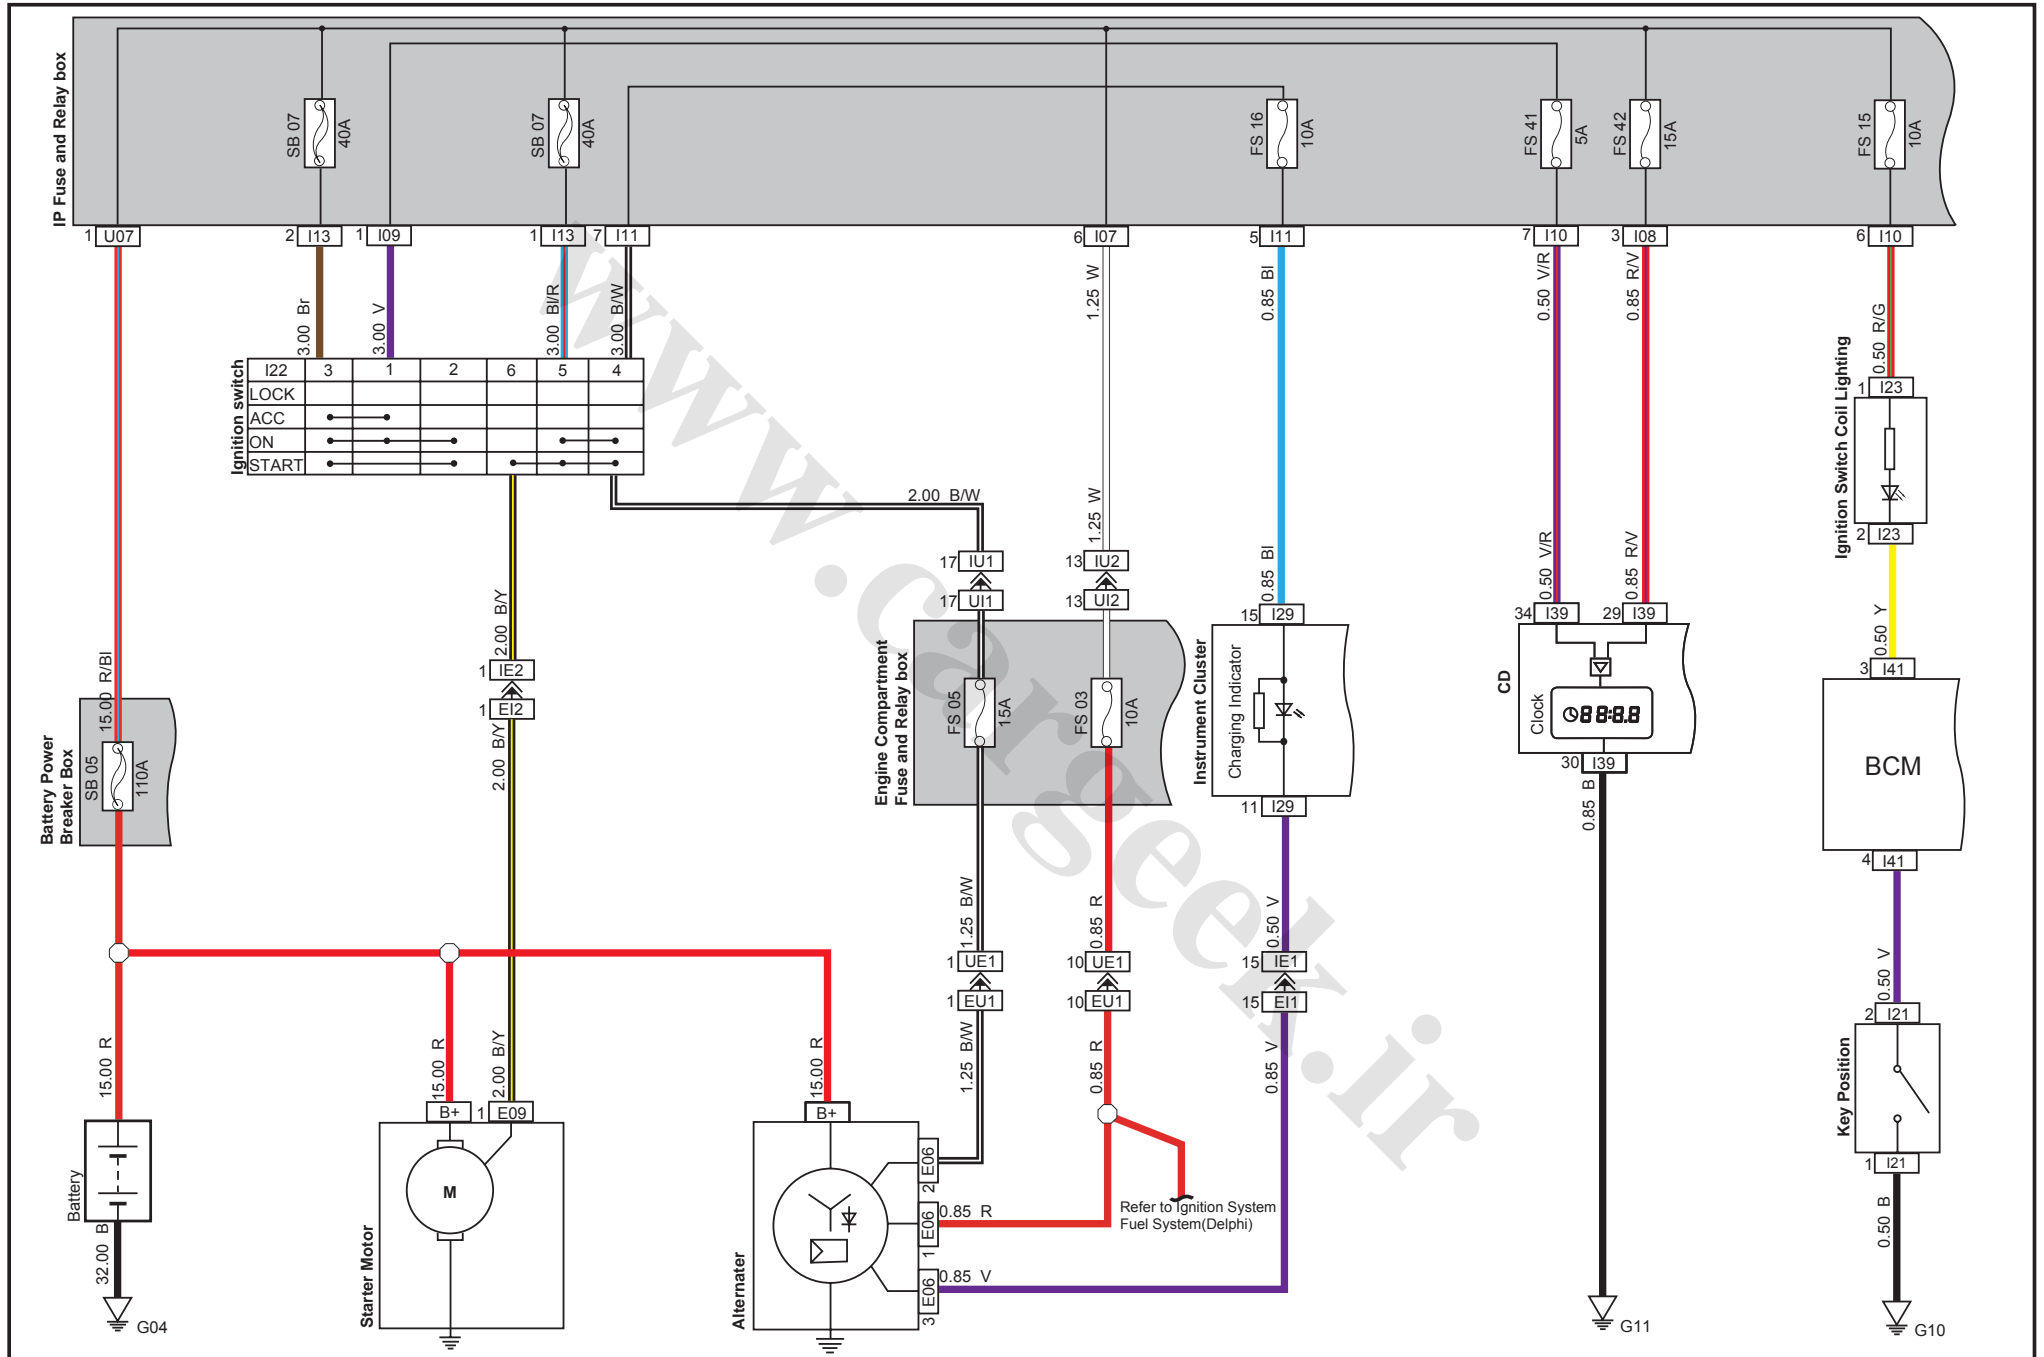 IP Fuse and Relay box
SB 07
40A
SB 07
40A
FS 16
10A
FS 41
5A
FS 42
15A
FS 15
10A
1 U07
2 I13
1 I09
1 I13
7 I11
6 I07
5 I11
7 I10
3 I08
6 I10
3.00 Br
3.00 V
3.00 Bl/R
3.00 B/W
1.25 W
0.85 Bl
0.50 V/R
0.85 R/V
0.50 R/G
Ignition switch
I22 3 1 2 6 5 4
LOCK
ACC
ON
START
Ignition Switch Coil Lighting
1 I23
2 I23
2.00 B/W
1.25 W
0.85 Bl
0.50 V/R
0.85 R/V
0.50 Y
17 IU1
17 UI1
13 IU2
13 UI2
15 I29
34 I39
29 I39
2.00 B/Y
1 IE2
1 EI2
2.00 B/Y
15.00 R/Bl
Battery Power
Breaker Box
SB 05
110A
Engine Compartment
Fuse and Relay box
FS 05
15A
FS 03
10A
Instrument Cluster
Charging Indicator
11 I29
CD
Clock
88:8.8
30 I39
0.85 B
3 I41
BCM
4 I41
1.25 B/W
0.85 R
0.50 V
0.50 V
1 UE1
1 EU1
10 UE1
10 EU1
15 IE1
15 EI1
2 I21
Key Position
1 I21
15.00 R
15.00 R
2.00 B/Y
15.00 R
1.25 B/W
0.85 R
0.85 V
B+
1 E09
B+
Battery
M
Starter Motor
Alternater
E06
2
E06
1
E06
3
0.85 R
0.85 V
Refer to Ignition System
Fuel System(Delphi)
32.00 B
0.50 B
G04
G11
G10
www.cargeek.ir